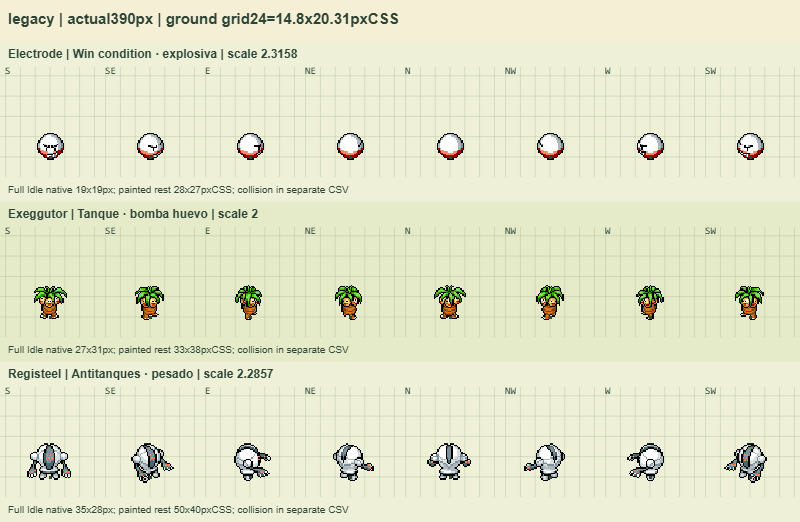 legacy | actual390px | ground grid24=14.8x20.31pxCSS
Electrode | Win condition · explosiva | scale 2.3158
S SE E NE N NW W SW
Full Idle native 19x19px; painted rest 28x27pxCSS; collision in separate CSV
Exeggutor | Tanque · bomba huevo | scale 2
S SE E NE N NW W SW
Full Idle native 27x31px; painted rest 33x38pxCSS; collision in separate CSV
Registeel | Antitanques · pesado | scale 2.2857
S SE E NE N NW W SW
Full Idle native 35x28px; painted rest 50x40pxCSS; collision in separate CSV